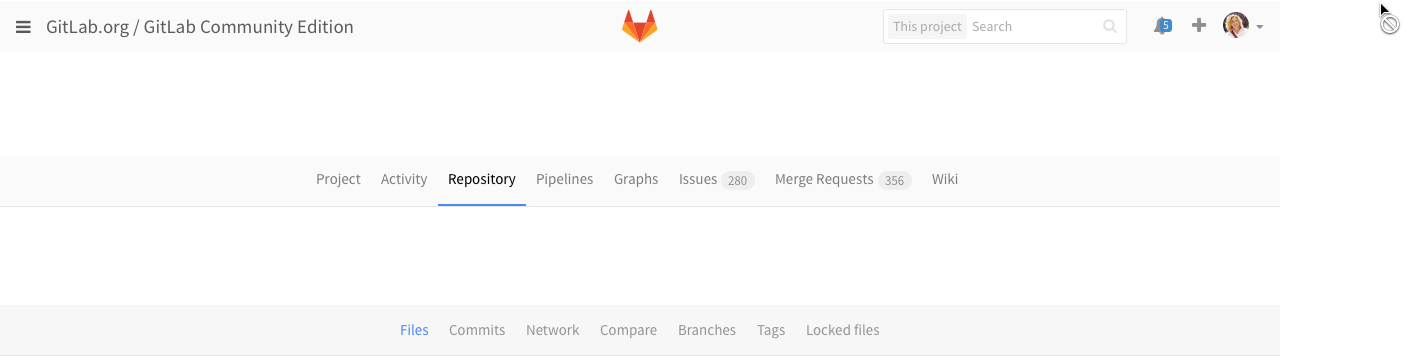 GitLab.org / GitLab Community Edition This project Search 5
Project Activity Repository Pipelines Graphs Issues 280 Merge Requests 356 Wiki
Files Commits Network Compare Branches Tags Locked files